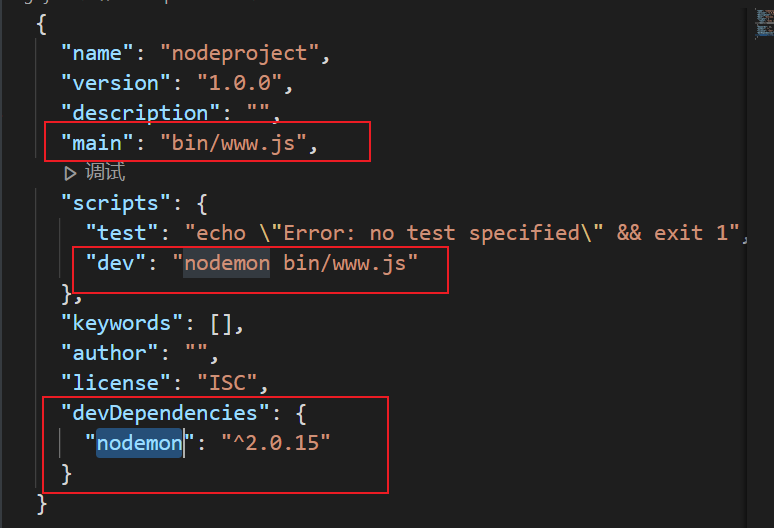 {
"name": "nodeproject",
"version": "1.0.0",
"description": "",
"main": "bin/www.js",
调试
"scripts": {
"test": "echo \"Error: no test specified\" && exit 1",
"dev": "nodemon bin/www.js"
},
"keywords": [],
"author": "",
"license": "ISC",
"devDependencies": {
"nodemon": "^2.0.15"
}
}